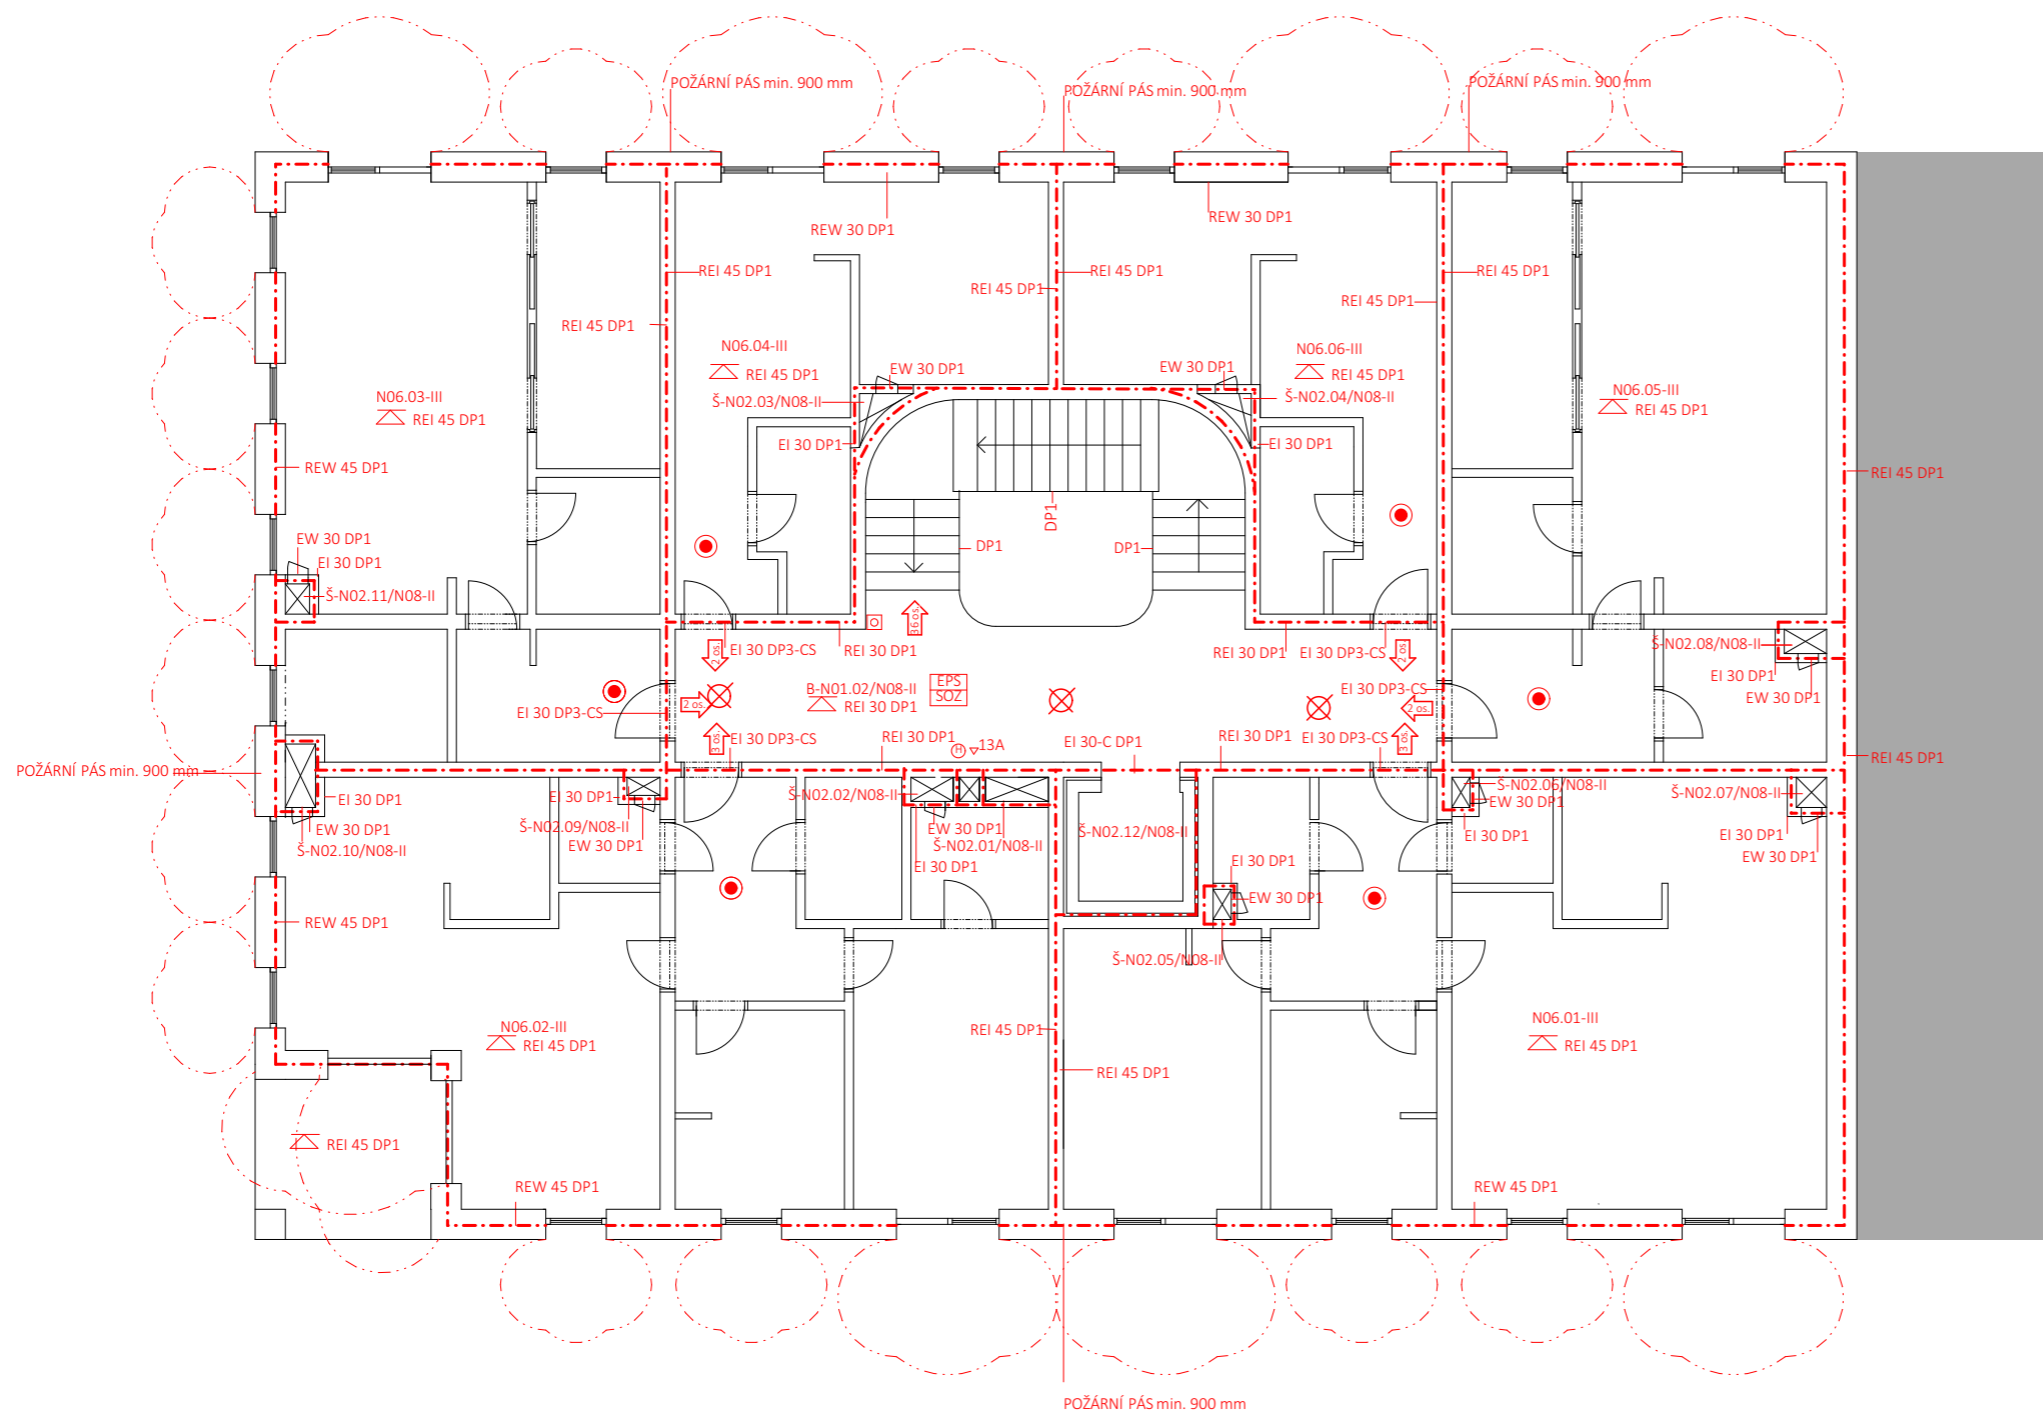 POŽÁRNÍ PÁS min. 900 mm
POŽÁRNÍ PÁS min. 900 mm
POŽÁRNÍ PÁS min. 900 mm
REW 30 DP1
REW 30 DP1
REI 45 DP1
REI 45 DP1
REI 45 DP1
REI 45 DP1
REI 45 DP1
REI 45 DP1
N06.04-III
REI 45 DP1
N06.06-III
REI 45 DP1
EW 30 DP1
EW 30 DP1
N06.03-III
REI 45 DP1
N06.05-III
REI 45 DP1
Š-N02.03/N08-II
Š-N02.04/N08-II
EI 30 DP1
EI 30 DP1
REW 45 DP1
REI 45 DP1
DP1
DP1
DP1
EW 30 DP1
EI 30 DP1
Š-N02.11/N08-II
36 os.
2 os.
EI 30 DP3-CS
REI 30 DP1
REI 30 DP1
EI 30 DP3-CS
2 os.
Š-N02.08/N08-II
EI 30 DP1
EW 30 DP1
B-N01.02/N08-II
REI 30 DP1
EPS
SOZ
EI 30 DP3-CS
2 os.
EI 30 DP3-CS
2 os.
3 os.
EI 30 DP3-CS
REI 30 DP1
H
13A
EI 30-C DP1
REI 30 DP1
EI 30 DP3-CS
3 os.
REI 45 DP1
POŽÁRNÍ PÁS min. 900 mm
EI 30 DP1
EI 30 DP1
Š-N02.02/N08-II
Š-N02.06/N08-II
EW 30 DP1
Š-N02.07/N08-II
EW 30 DP1
Š-N02.10/N08-II
Š-N02.09/N08-II
EW 30 DP1
EW 30 DP1
Š-N02.01/N08-II
EI 30 DP1
Š-N02.12/N08-II
EI 30 DP1
EI 30 DP1
EW 30 DP1
EI 30 DP1
EW 30 DP1
REW 45 DP1
Š-N02.05/N08-II
N06.02-III
REI 45 DP1
REI 45 DP1
N06.01-III
REI 45 DP1
REI 45 DP1
REI 45 DP1
REW 45 DP1
REW 45 DP1
POŽÁRNÍ PÁS min. 900 mm